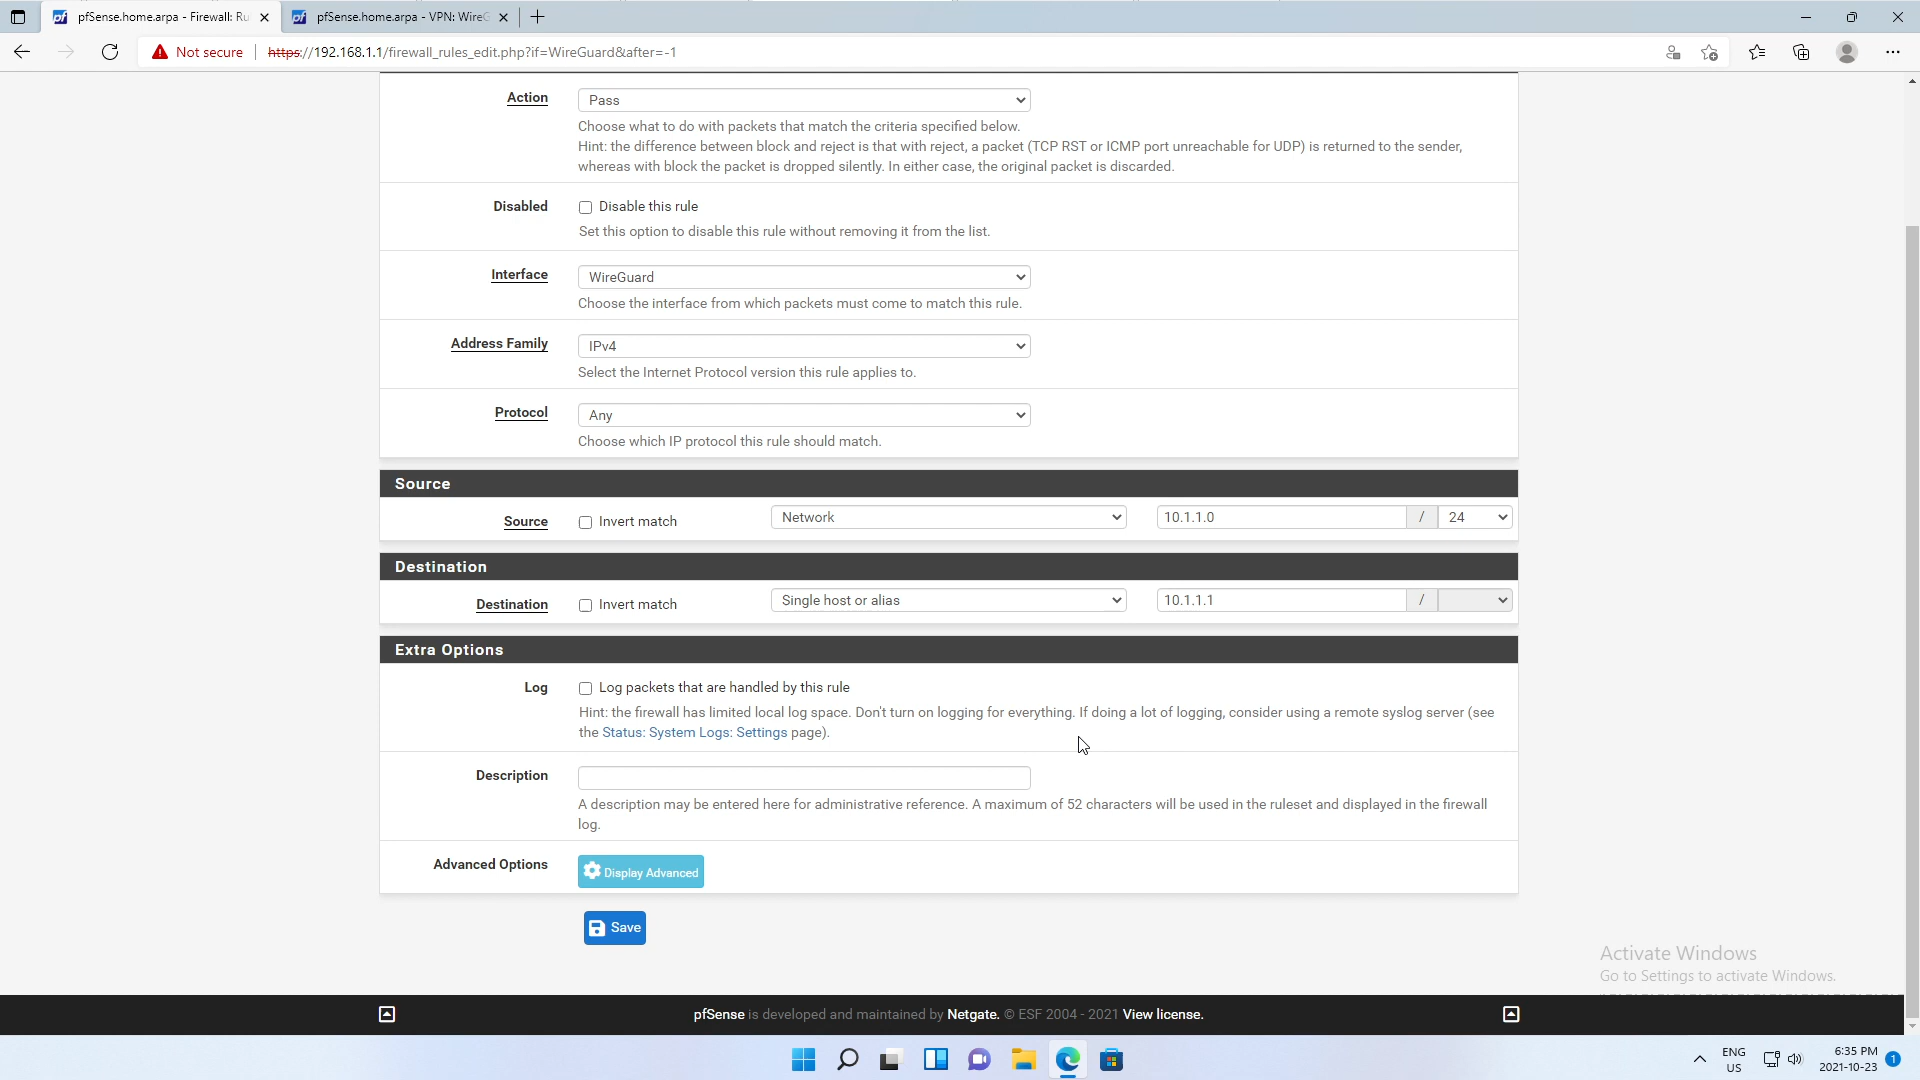 pfSense.home.arpa - Firewall: Ru
pfSense.home.arpa - VPN: WireG
Not secure
https://192.168.1.1/firewall_rules_edit.php?if=WireGuard&after=-1
Action
Pass
Choose what to do with packets that match the criteria specified below.
Hint: the difference between block and reject is that with reject, a packet (TCP RST or ICMP port unreachable for UDP) is returned to the sender,
whereas with block the packet is dropped silently. In either case, the original packet is discarded.
Disabled
Disable this rule
Set this option to disable this rule without removing it from the list.
Interface
WireGuard
Choose the interface from which packets must come to match this rule.
Address Family
IPv4
Select the Internet Protocol version this rule applies to.
Protocol
Any
Choose which IP protocol this rule should match.
Source
Source
Invert match
Network
10.1.1.0
/
24
Destination
Destination
Invert match
Single host or alias
10.1.1.1
/
Extra Options
Log
Log packets that are handled by this rule
Hint: the firewall has limited local log space. Don't turn on logging for everything. If doing a lot of logging, consider using a remote syslog server (see
the Status: System Logs: Settings page).
Description
A description may be entered here for administrative reference. A maximum of 52 characters will be used in the ruleset and displayed in the firewall
log.
Advanced Options
Display Advanced
Save
Activate Windows
Go to Settings to activate Windows.
pfSense is developed and maintained by Netgate. © ESF 2004 - 2021 View license.
ENG
US
6:35 PM
2021-10-23
1